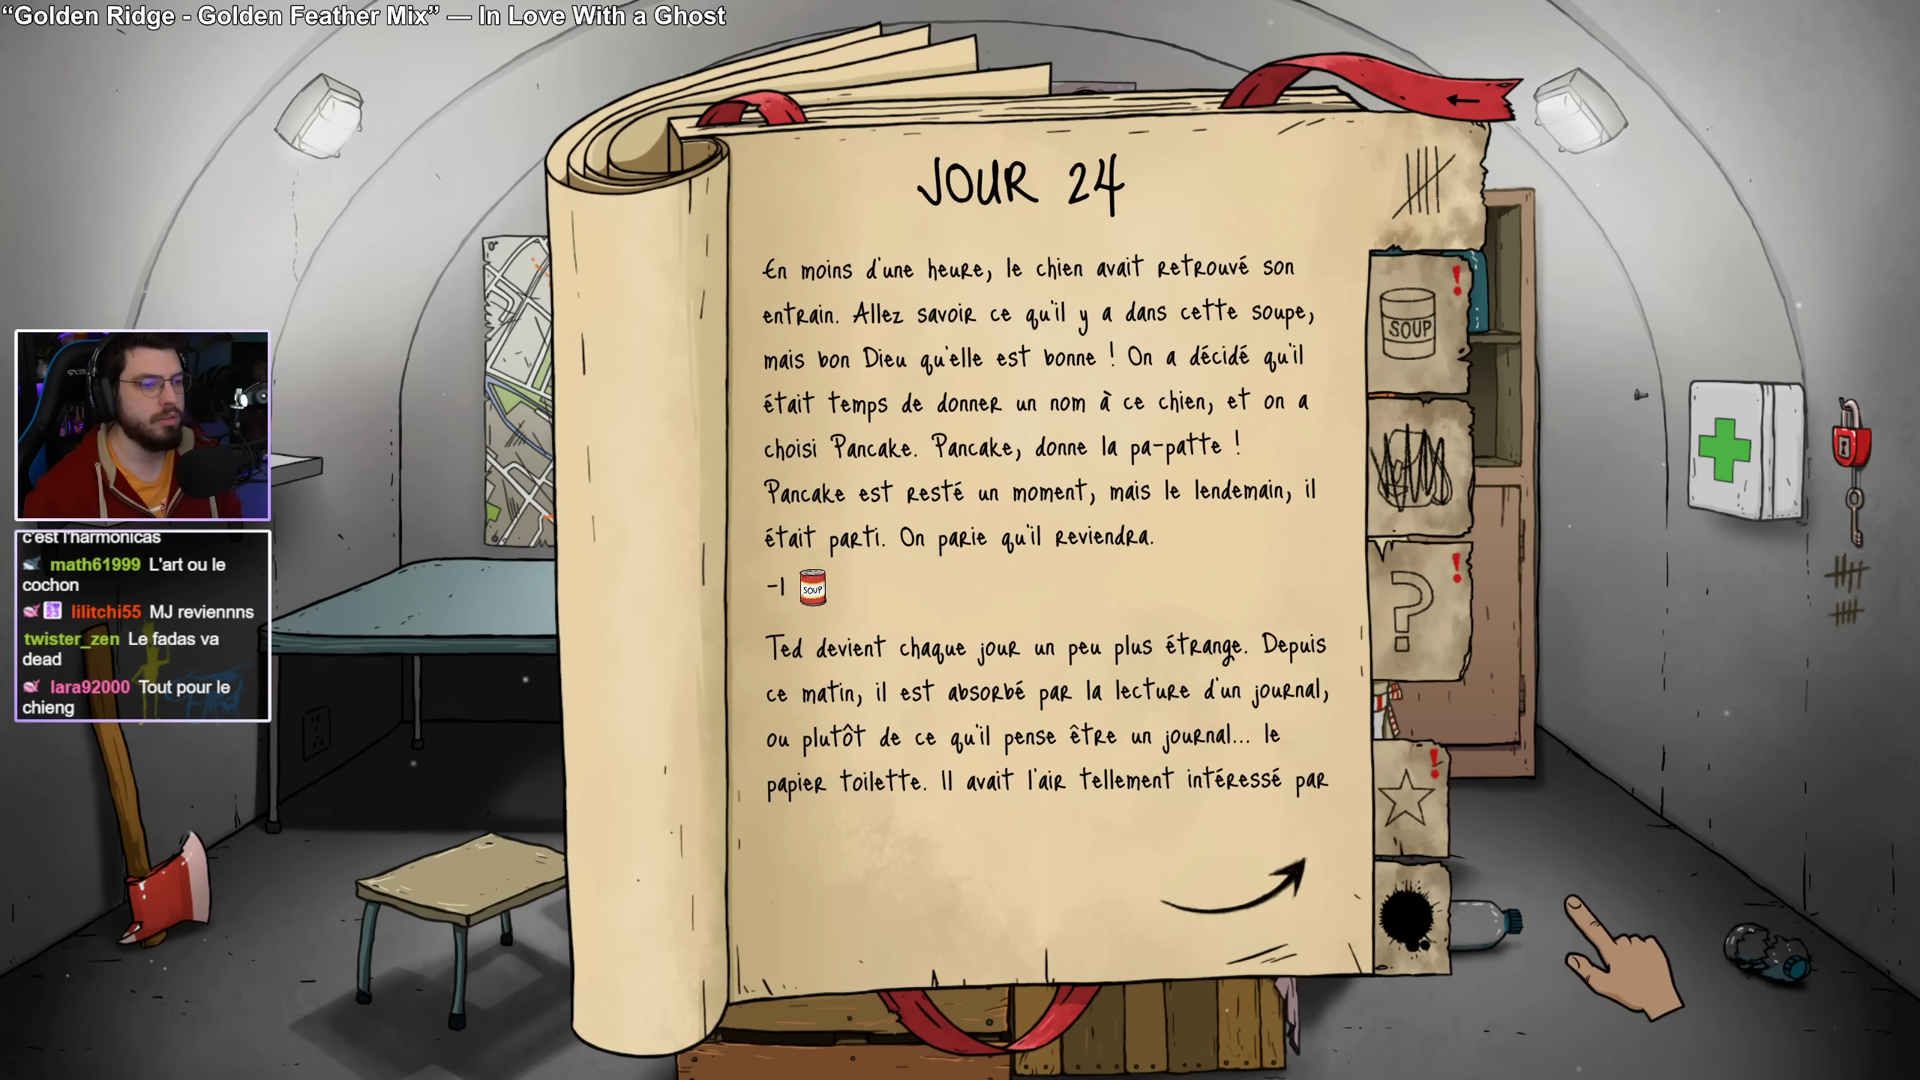 “Golden Ridge - Golden Feather Mix” — In Love With a Ghost
JOUR 24
En moins d'une heure, le chien avait retrouvé son
entrain. Allez savoir ce qu'il y a dans cette soupe,
mais bon Dieu qu'elle est bonne ! On a décidé qu'il
était temps de donner un nom à ce chien, et on a
choisi Pancake. Pancake, donne la pa-patte !
Pancake est resté un moment, mais le lendemain, il
était parti. On parie qu'il reviendra.
-1 SOUP
Ted devient chaque jour un peu plus étrange. Depuis
ce matin, il est absorbé par la lecture d'un journal,
ou plutôt de ce qu'il pense être un journal... le
papier toilette. Il avait l'air tellement intéressé par
!
SOUP
!
?
!
c'est l'harmonicas
math61999 L'art ou le
cochon
lilitchi55 MJ reviennns
twister_zen Le fadas va
dead
lara92000 Tout pour le
chieng